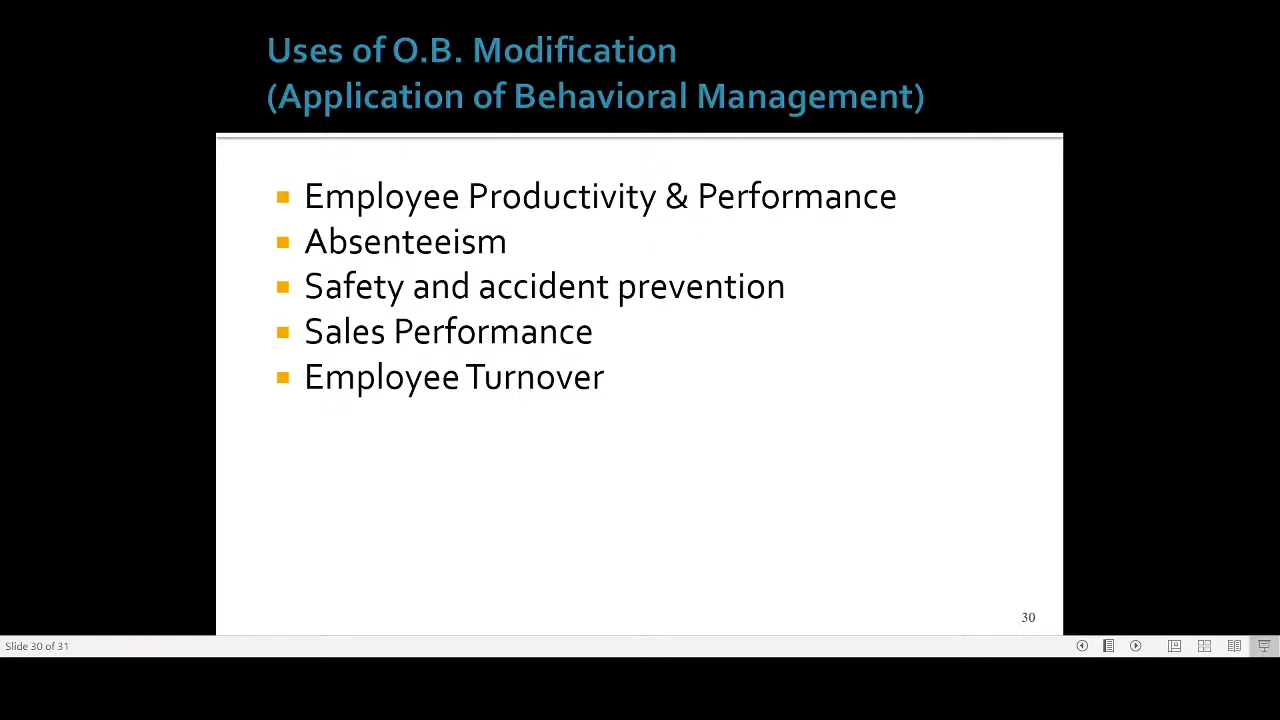 Uses of O.B. Modification
(Application of Behavioral Management)
Employee Productivity & Performance
Absenteeism
Safety and accident prevention
Sales Performance
Employee Turnover
30
Slide 30 of 31